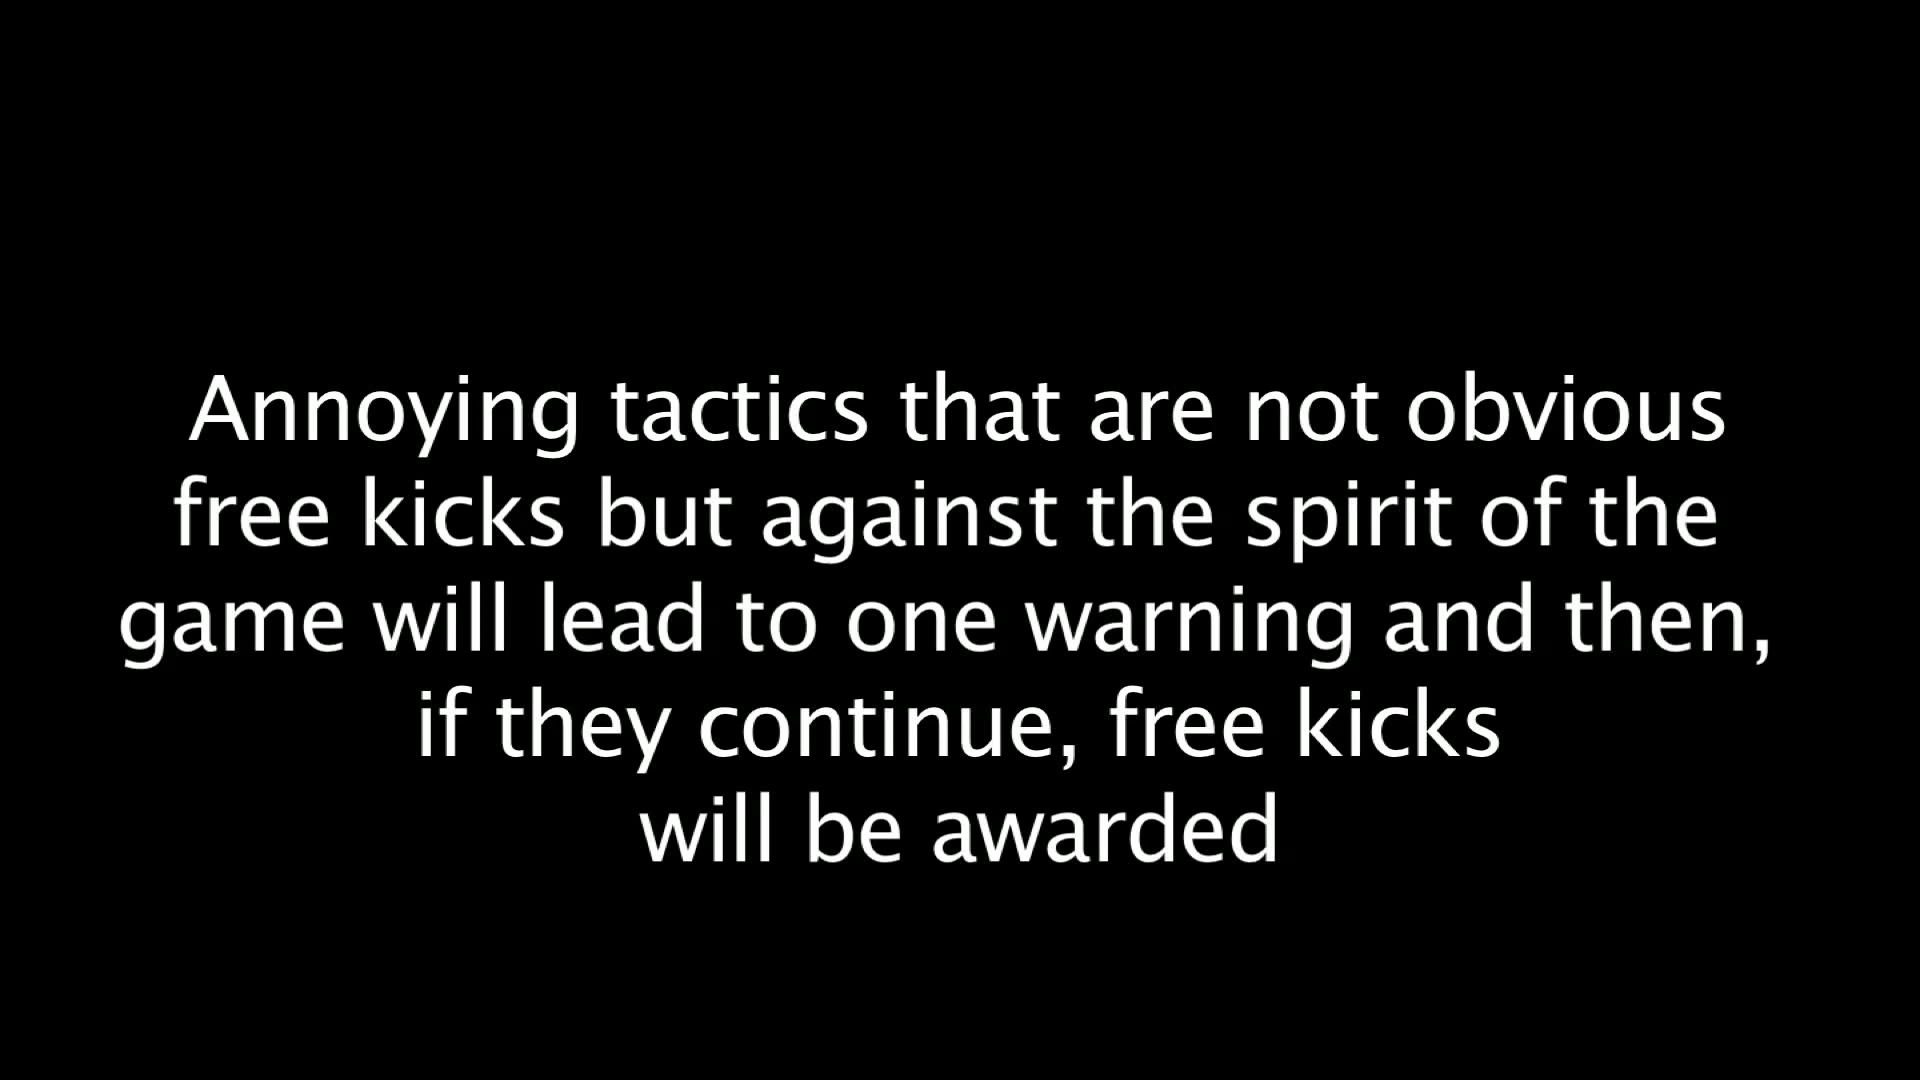 Annoying tactics that are not obvious
free kicks but against the spirit of the
game will lead to one warning and then,
if they continue, free kicks
will be awarded